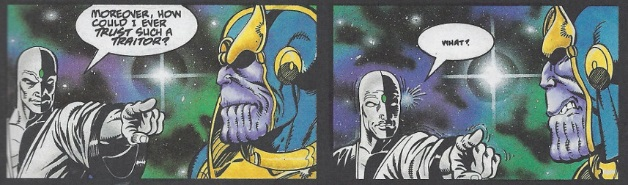 MOREOVER, HOW
COULD I EVER
TRUST SUCH A
TRAITOR?
WHAT?